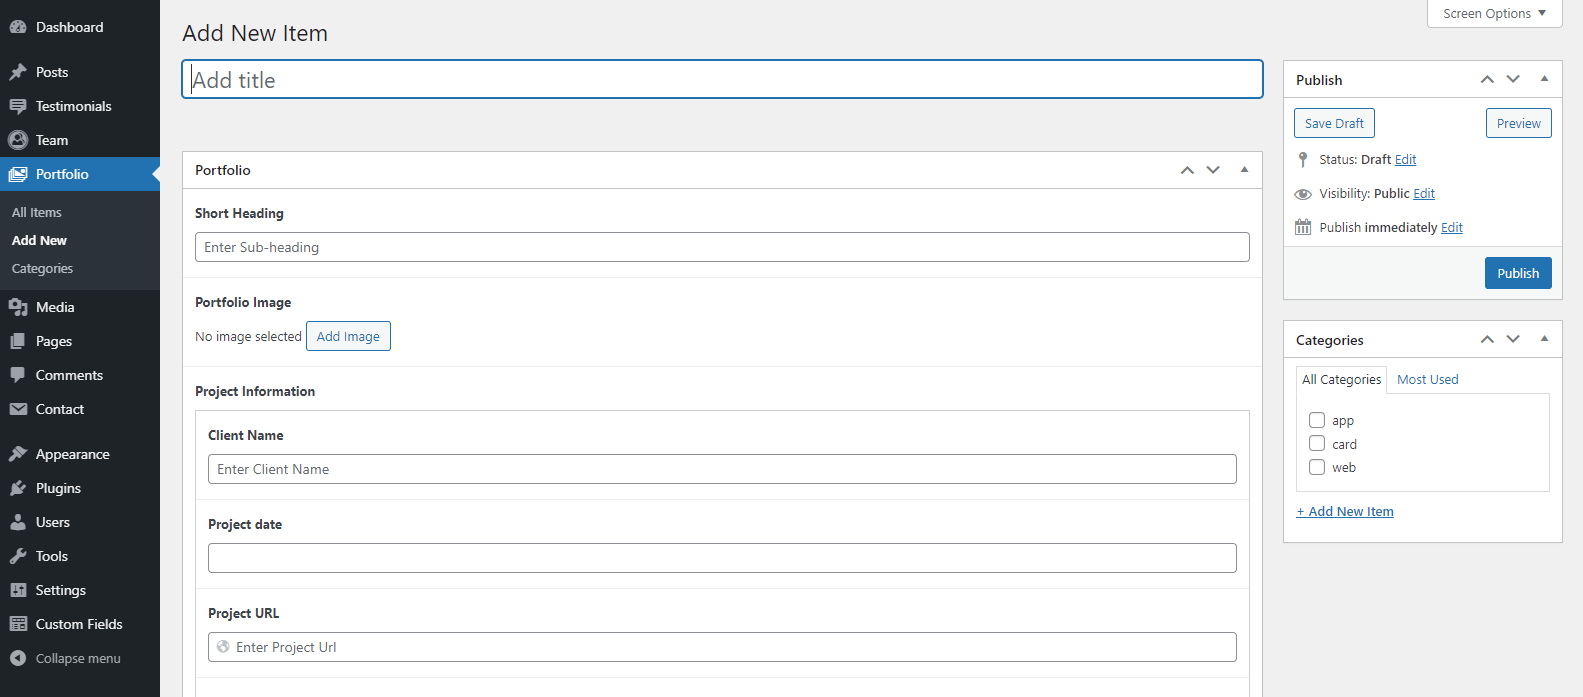 Dashboard
Posts
Testimonials
Team
Portfolio
All Items
Add New
Categories
Media
Pages
Comments
Contact
Appearance
Plugins
Users
Tools
Settings
Custom Fields
Collapse menu
Screen Options
Add New Item
Add title
Portfolio
Short Heading
Enter Sub-heading
Portfolio Image
No image selected Add Image
Project Information
Client Name
Enter Client Name
Project date
Project URL
Enter Project Url
Publish
Save Draft Preview
Status: Draft Edit
Visibility: Public Edit
Publish immediately Edit
Publish
Categories
All Categories Most Used
app
card
web
+ Add New Item